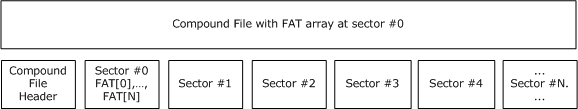 Compound File with FAT array at sector #0
Compound
File
Header
Sector #0
FAT[0],...,
FAT[N]
Sector #1
Sector #2
Sector #3
Sector #4
...
Sector #N.
...